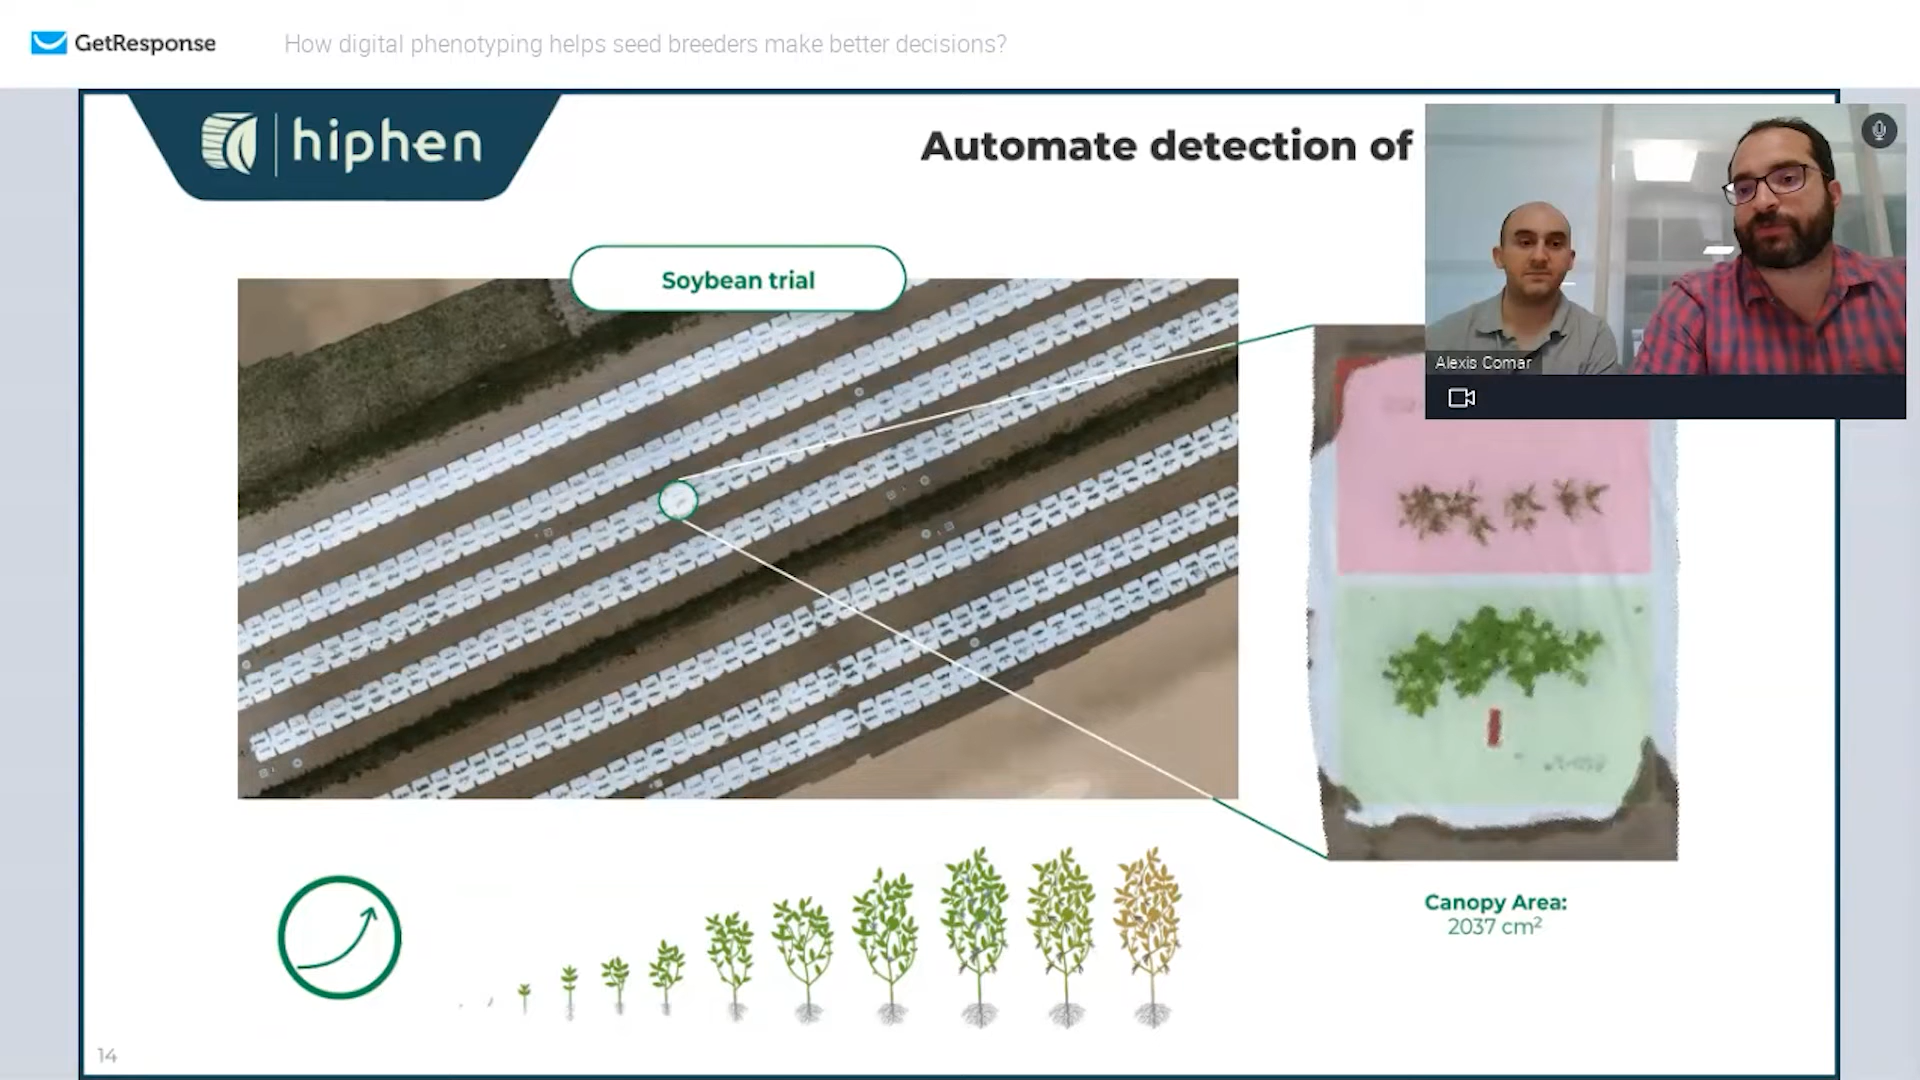 GetResponse
How digital phenotyping helps seed breeders make better decisions?
hiphen
Automate detection of
Soybean trial
Alexis Comar
Canopy Area:
2037 cm²
14